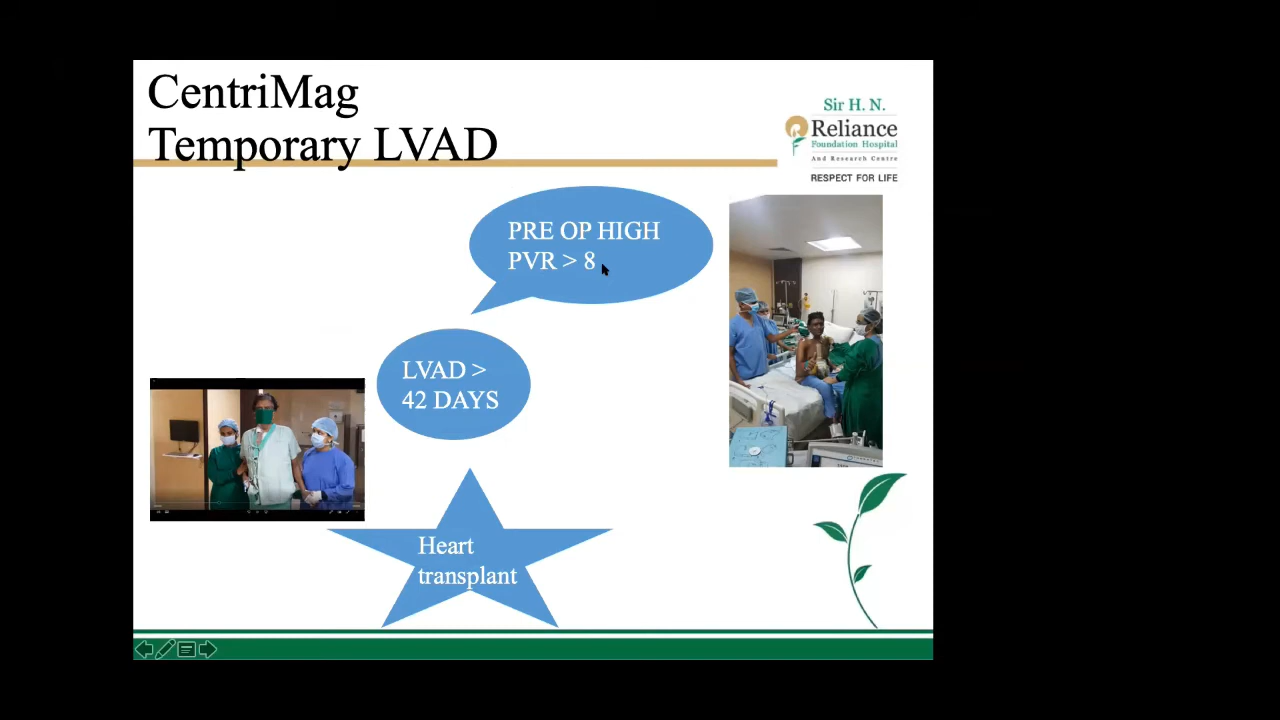 CentriMag
Temporary LVAD
Sir H. N.
Reliance
Foundation Hospital
And Research Centre
RESPECT FOR LIFE
PRE OP HIGH
PVR > 8
LVAD >
42 DAYS
Heart
transplant